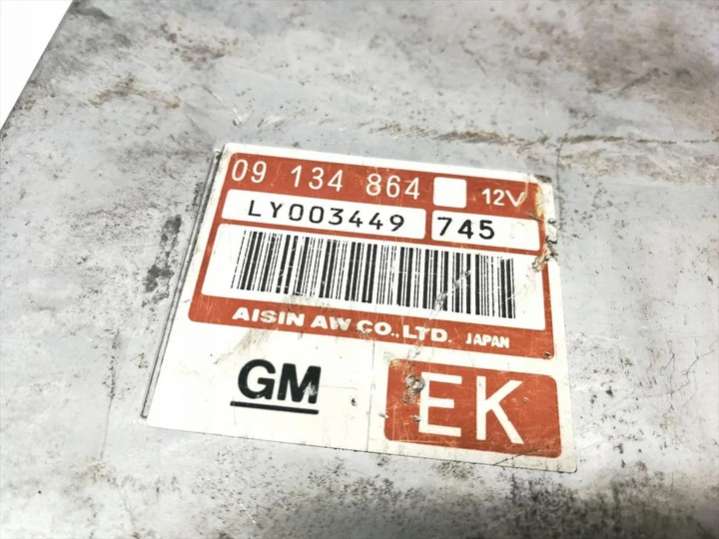 09 134 864 12V
LY003449 745
AISIN AW CO.,LTD. JAPAN
GM EK